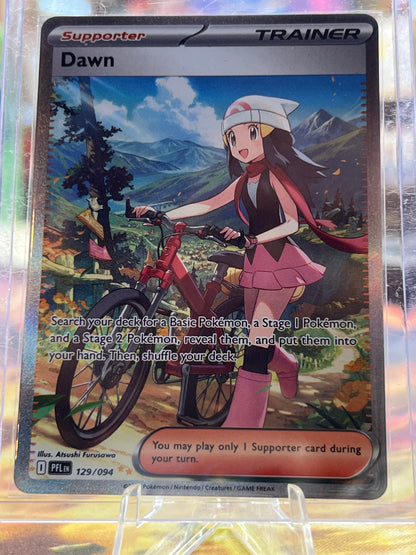 Supporter TRAINER
Dawn
Search your deck for a Basic Pokémon, a Stage 1 Pokémon,
and a Stage 2 Pokémon, reveal them, and put them into
your hand. Then, shuffle your deck.
Illus. Atsushi Furusawa
You may play only 1 Supporter card during
your turn.
I PFL EN 129/094
Pokémon / Nintendo / Creatures / GAME FREAK